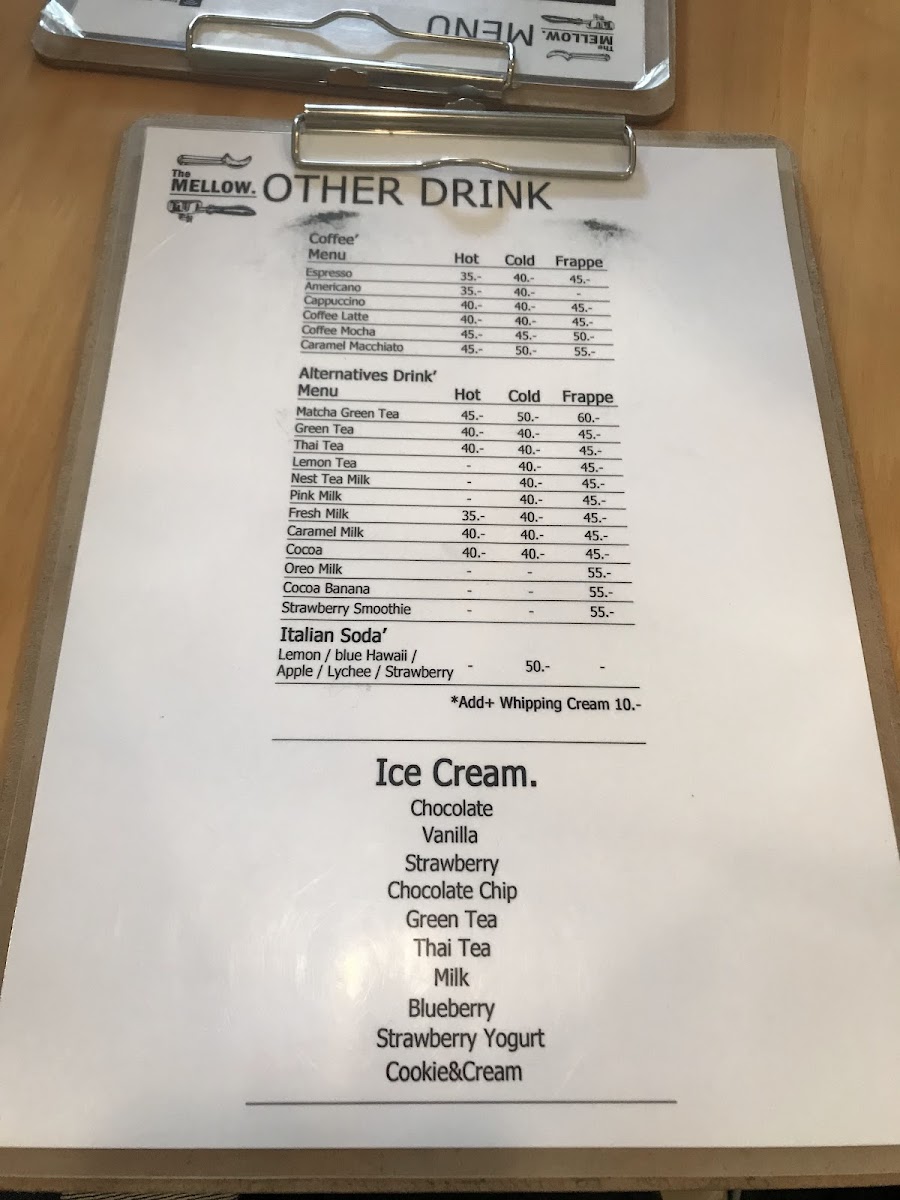 The
MELLOW.
MENU
The
MELLOW.
OTHER DRINK
Coffee’
Menu Hot Cold Frappe
Espresso 35.- 40.- 45.-
Americano 35.- 40.- -
Cappuccino 40.- 40.- 45.-
Coffee Latte 40.- 40.- 45.-
Coffee Mocha 45.- 45.- 50.-
Caramel Macchiato 45.- 50.- 55.-
Alternatives Drink’
Menu Hot Cold Frappe
Matcha Green Tea 45.- 50.- 60.-
Green Tea 40.- 40.- 45.-
Thai Tea 40.- 40.- 45.-
Lemon Tea - 40.- 45.-
Nest Tea Milk - 40.- 45.-
Pink Milk - 40.- 45.-
Fresh Milk 35.- 40.- 45.-
Caramel Milk 40.- 40.- 45.-
Cocoa 40.- 40.- 45.-
Oreo Milk - - 55.-
Cocoa Banana - - 55.-
Strawberry Smoothie - - 55.-
Italian Soda’
Lemon / blue Hawaii /
Apple / Lychee / Strawberry - 50.- -
*Add+ Whipping Cream 10.-
Ice Cream.
Chocolate
Vanilla
Strawberry
Chocolate Chip
Green Tea
Thai Tea
Milk
Blueberry
Strawberry Yogurt
Cookie&Cream